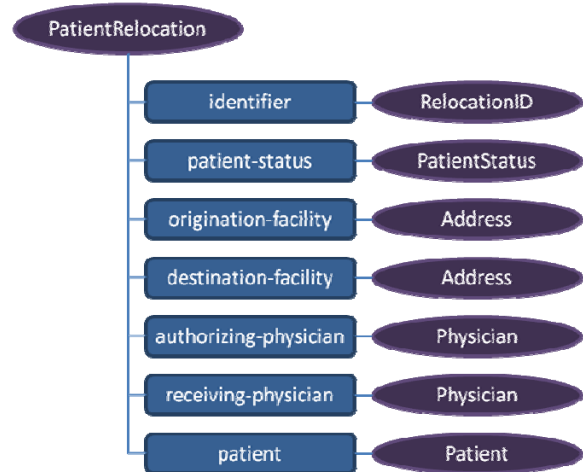 PatientRelocation
identifier RelocationID
patient-status PatientStatus
origination-facility Address
destination-facility Address
authorizing-physician Physician
receiving-physician Physician
patient Patient